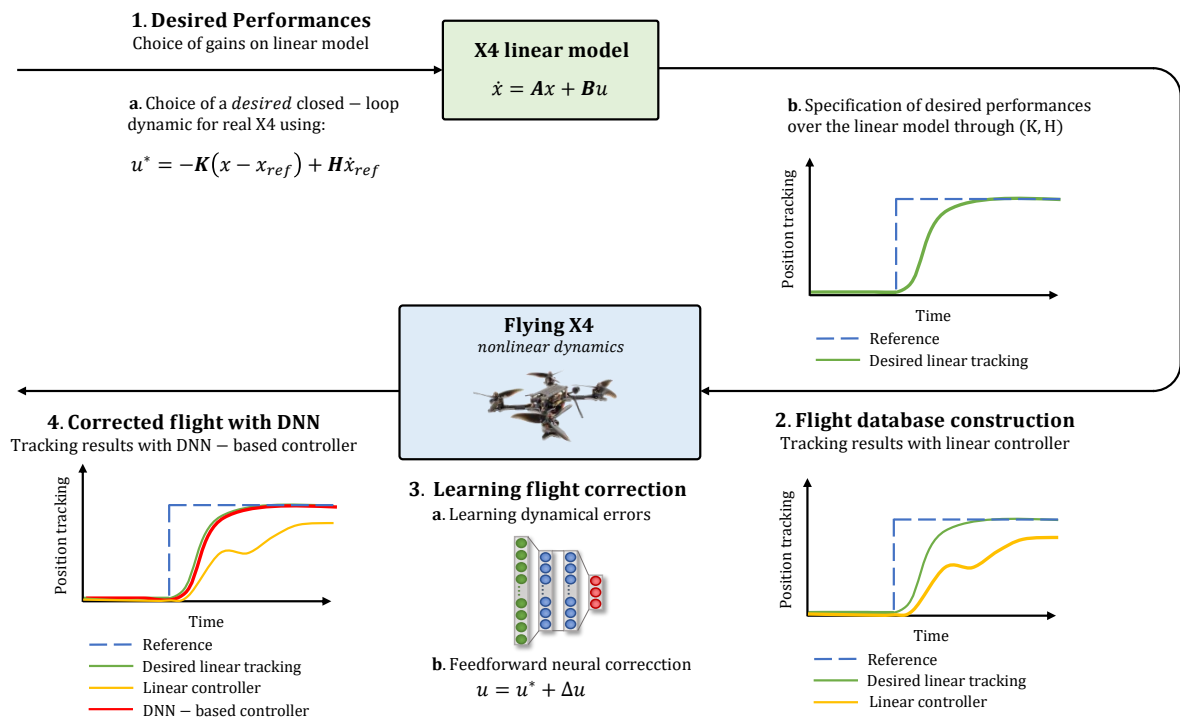 1. Desired Performances
Choice of gains on linear model
X4 linear model
ẋ = Ax + Bu
a. Choice of a desired closed – loop
dynamic for real X4 using:
u* = −K(x − x_ref) + Hẋ_ref
b. Specification of desired performances
over the linear model through (K, H)
Position tracking
Time
Reference
Desired linear tracking
Flying X4
nonlinear dynamics
2. Flight database construction
Tracking results with linear controller
Position tracking
Time
Reference
Desired linear tracking
Linear controller
3. Learning flight correction
a. Learning dynamical errors
b. Feedforward neural correcction
u = u* + Δu
4. Corrected flight with DNN
Tracking results with DNN – based controller
Position tracking
Time
Reference
Desired linear tracking
Linear controller
DNN – based controller